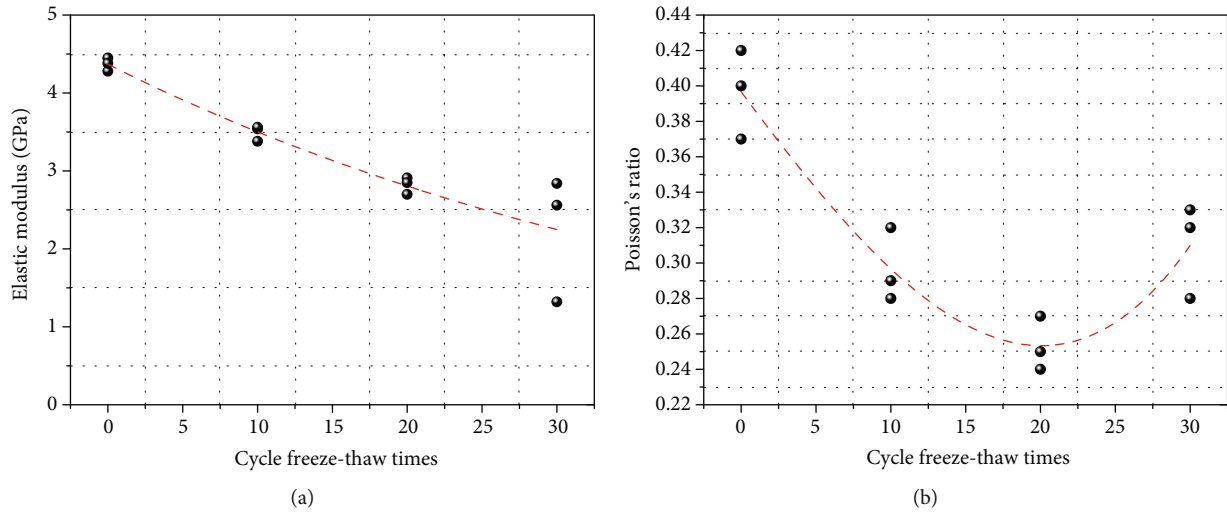 5
4
3
2
1
0
Elastic modulus (GPa)
0 5 10 15 20 25 30
Cycle freeze-thaw times
(a)
0.44
0.42
0.40
0.38
0.36
0.34
0.32
0.30
0.28
0.26
0.24
0.22
Poisson's ratio
0 5 10 15 20 25 30
Cycle freeze-thaw times
(b)